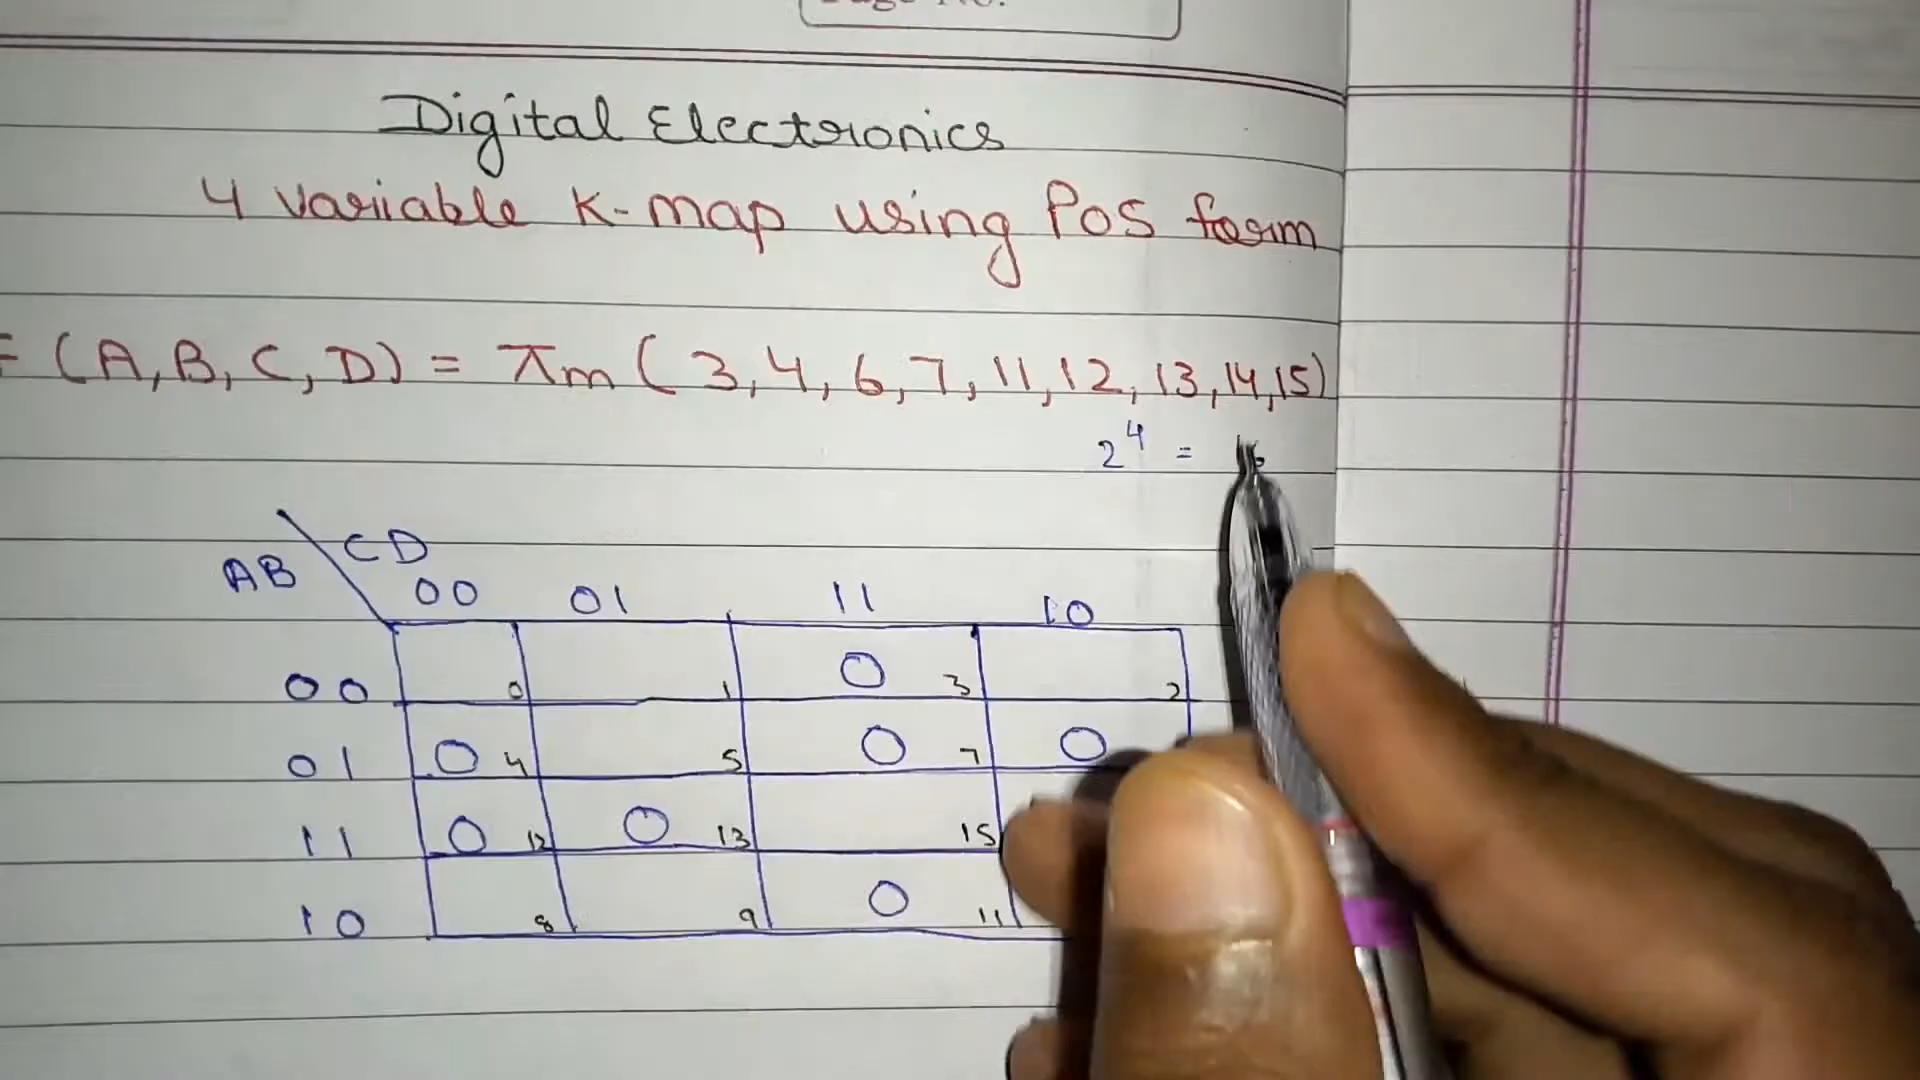 Digital Electronics
4 variable K-map using POS form
= (A, B, C, D) = πm (3, 4, 6, 7, 11, 12, 13, 14, 15)
2^4 =
AB CD
00 01 11 10
00 0 1 0 3 2
01 0 4 5 0 7 0
11 0 12 0 13 15
10 8 9 0 11